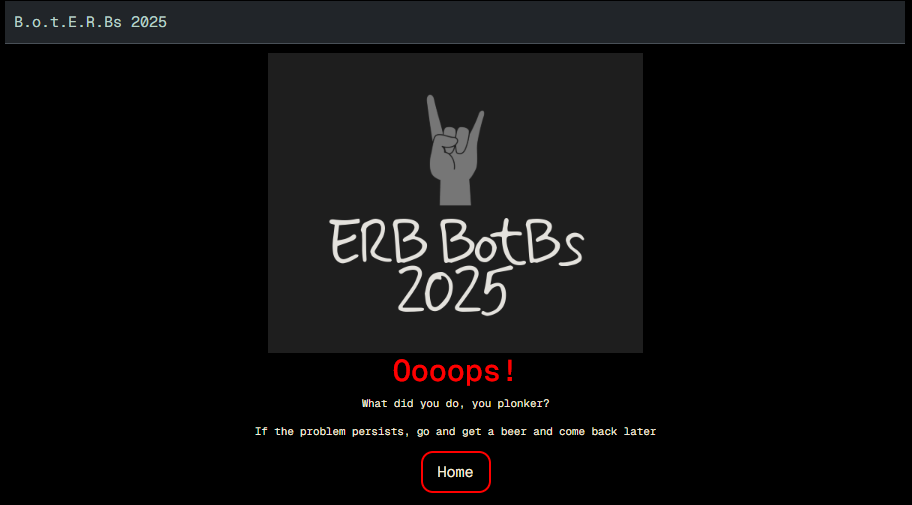 B.o.t.E.R.Bs 2025
ERB BotBs
2025
Oooops!
What did you do, you plonker?
If the problem persists, go and get a beer and come back later
Home